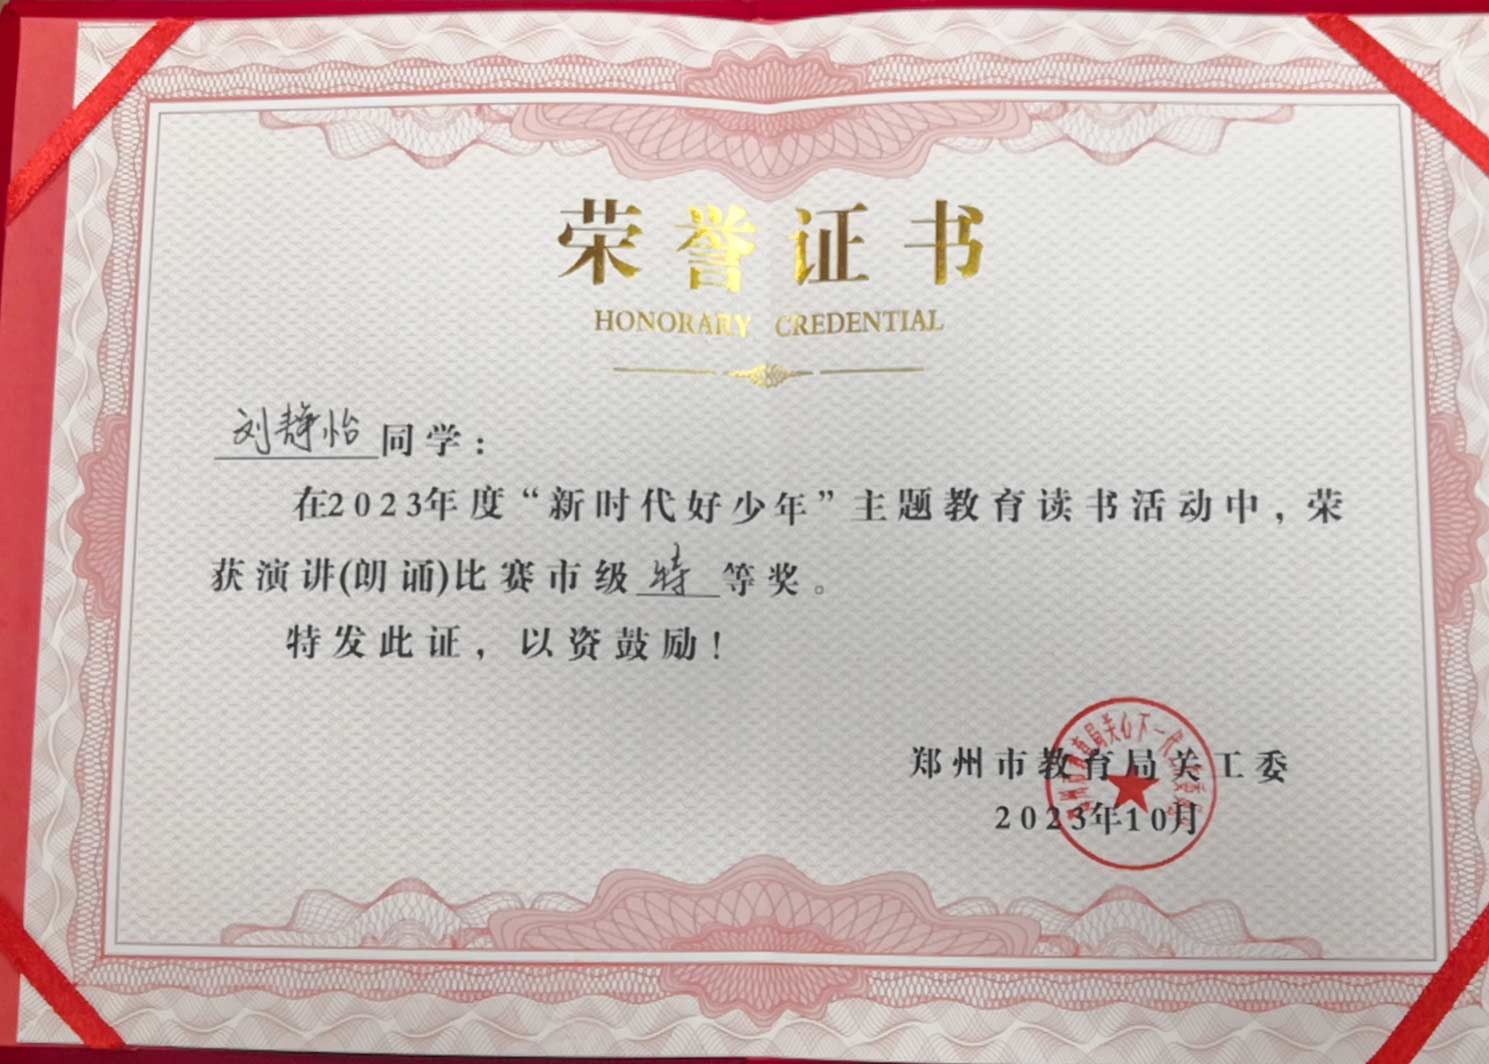 荣誉证书
HONORARY CREDENTIAL
刘静怡同学：
在2023年度“新时代好少年”主题教育读书活动中，荣
获演讲(朗诵)比赛市级特等奖。
特发此证，以资鼓励！
郑州市教育局关工委
2023年10月